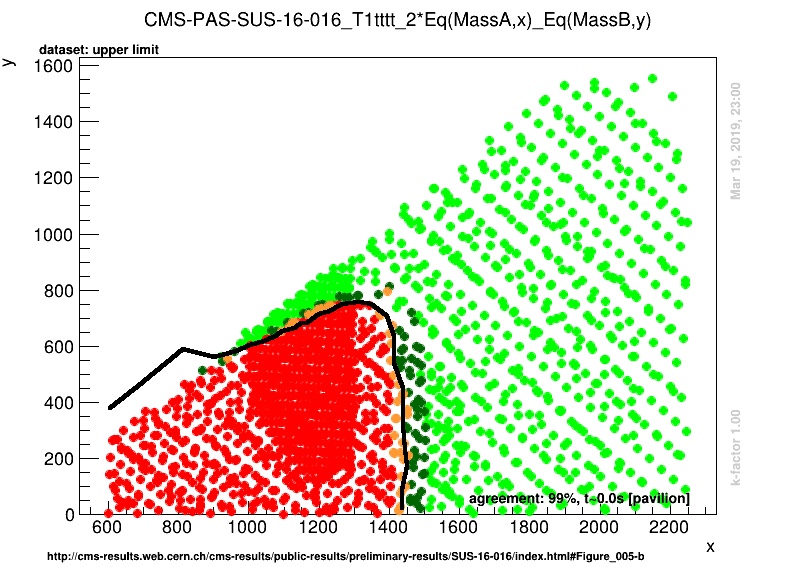 CMS-PAS-SUS-16-016_T1tttt_2*Eq(MassA,x)_Eq(MassB,y)
dataset: upper limit
y
1600
1400
1200
1000
800
600
400
200
0
600
800
1000
1200
1400
1600
1800
2000
2200
x
agreement: 99%, t=0.0s [pavilion]
Mar 19, 2019, 23:00
k-factor 1.00
http://cms-results.web.cern.ch/cms-results/public-results/preliminary-results/SUS-16-016/index.html#Figure_005-b